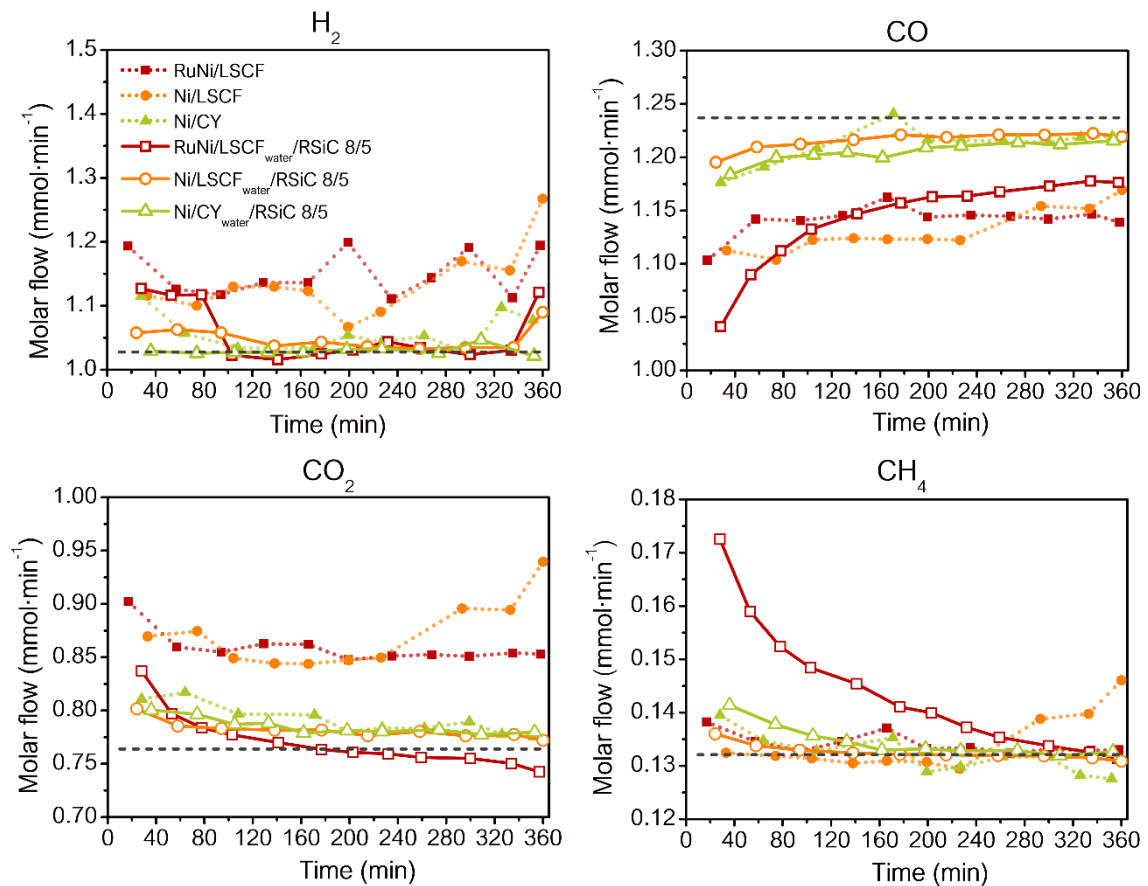 H₂
Molar flow (mmol·min⁻¹)
1.5
1.4
1.3
1.2
1.1
1.0
RuNi/LSCF
Ni/LSCF
Ni/CY
RuNi/LSCFwater/RSiC 8/5
Ni/LSCFwater/RSiC 8/5
Ni/CYwater/RSiC 8/5
0 40 80 120 160 200 240 280 320 360
Time (min)
CO
Molar flow (mmol·min⁻¹)
1.30
1.25
1.20
1.15
1.10
1.05
1.00
0 40 80 120 160 200 240 280 320 360
Time (min)
CO₂
Molar flow (mmol·min⁻¹)
1.00
0.95
0.90
0.85
0.80
0.75
0.70
0 40 80 120 160 200 240 280 320 360
Time (min)
CH₄
Molar flow (mmol·min⁻¹)
0.18
0.17
0.16
0.15
0.14
0.13
0.12
0 40 80 120 160 200 240 280 320 360
Time (min)